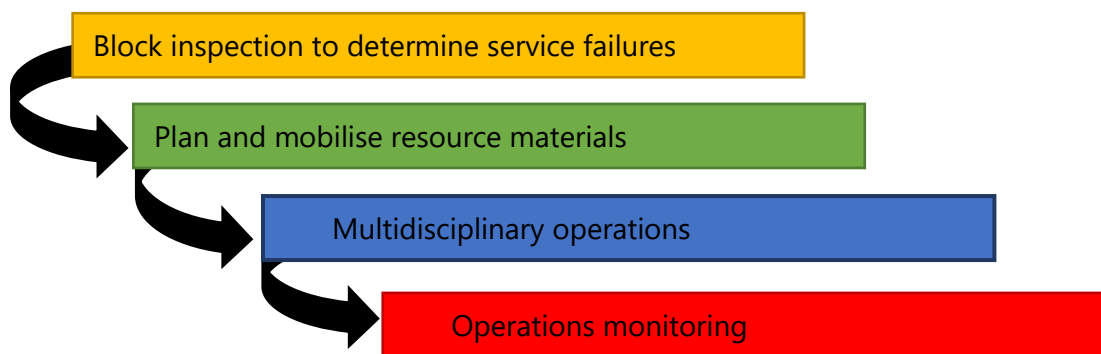 Block inspection to determine service failures
Plan and mobilise resource materials
Multidisciplinary operations
Operations monitoring